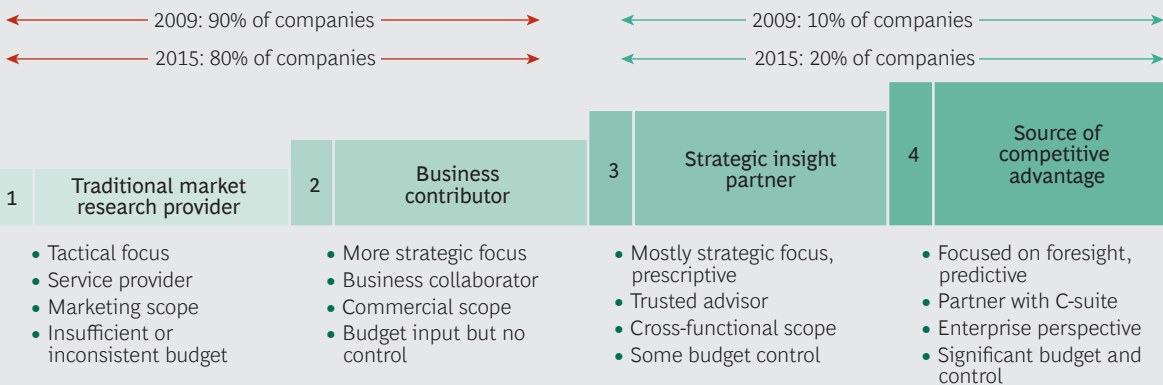 2009: 90% of companies
2009: 10% of companies
2015: 80% of companies
2015: 20% of companies
1
Traditional market
research provider
2
Business
contributor
3
Strategic insight
partner
4
Source of
competitive
advantage
• Tactical focus
• Service provider
• Marketing scope
• Insufficient or
inconsistent budget
• More strategic focus
• Business collaborator
• Commercial scope
• Budget input but no
control
• Mostly strategic focus,
prescriptive
• Trusted advisor
• Cross-functional scope
• Some budget control
• Focused on foresight,
predictive
• Partner with C-suite
• Enterprise perspective
• Significant budget and
control